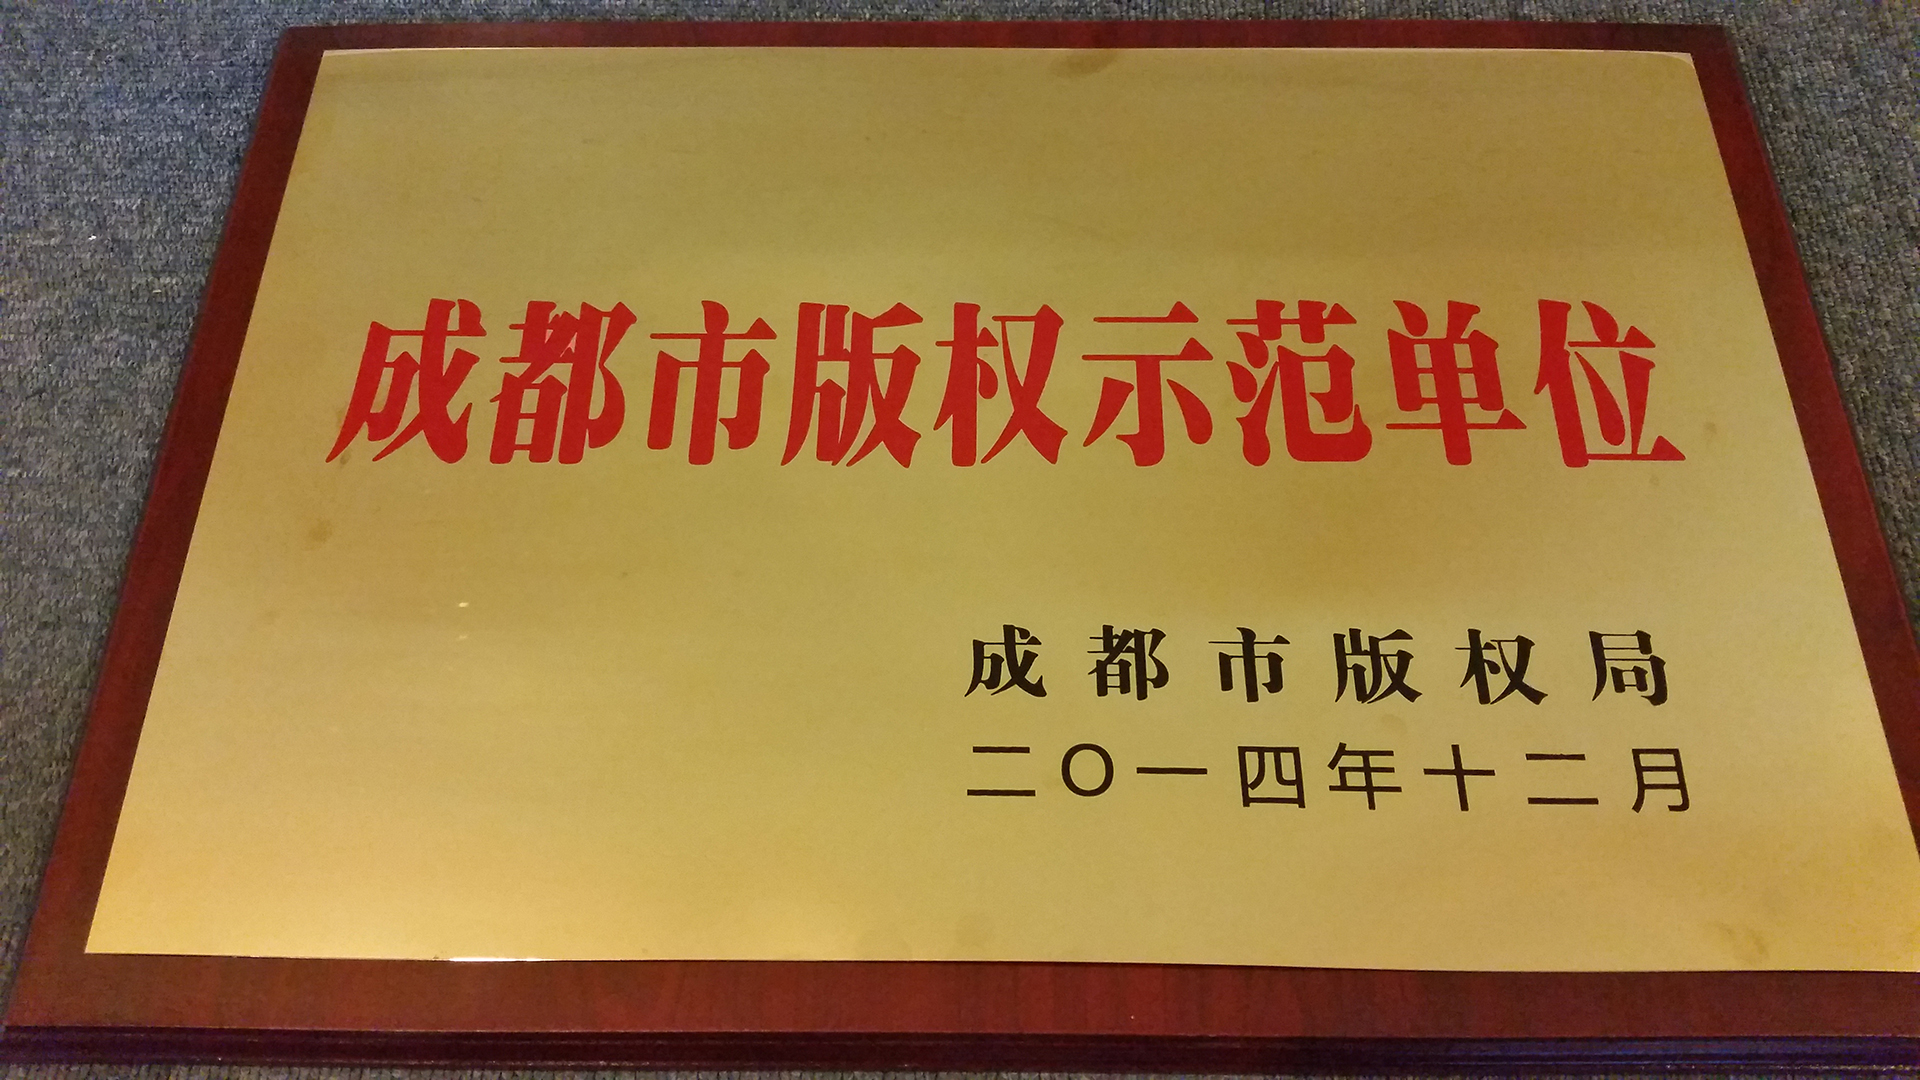 成都市版权示范单位
成都市版权局
二〇一四年十二月